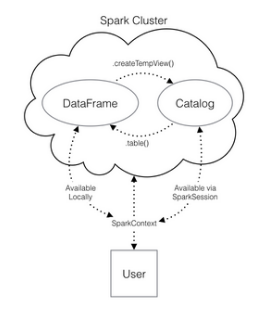 Spark Cluster
.createTempView()
DataFrame
Catalog
.table()
Available
Locally
Available via
SparkSession
SparkContext
User